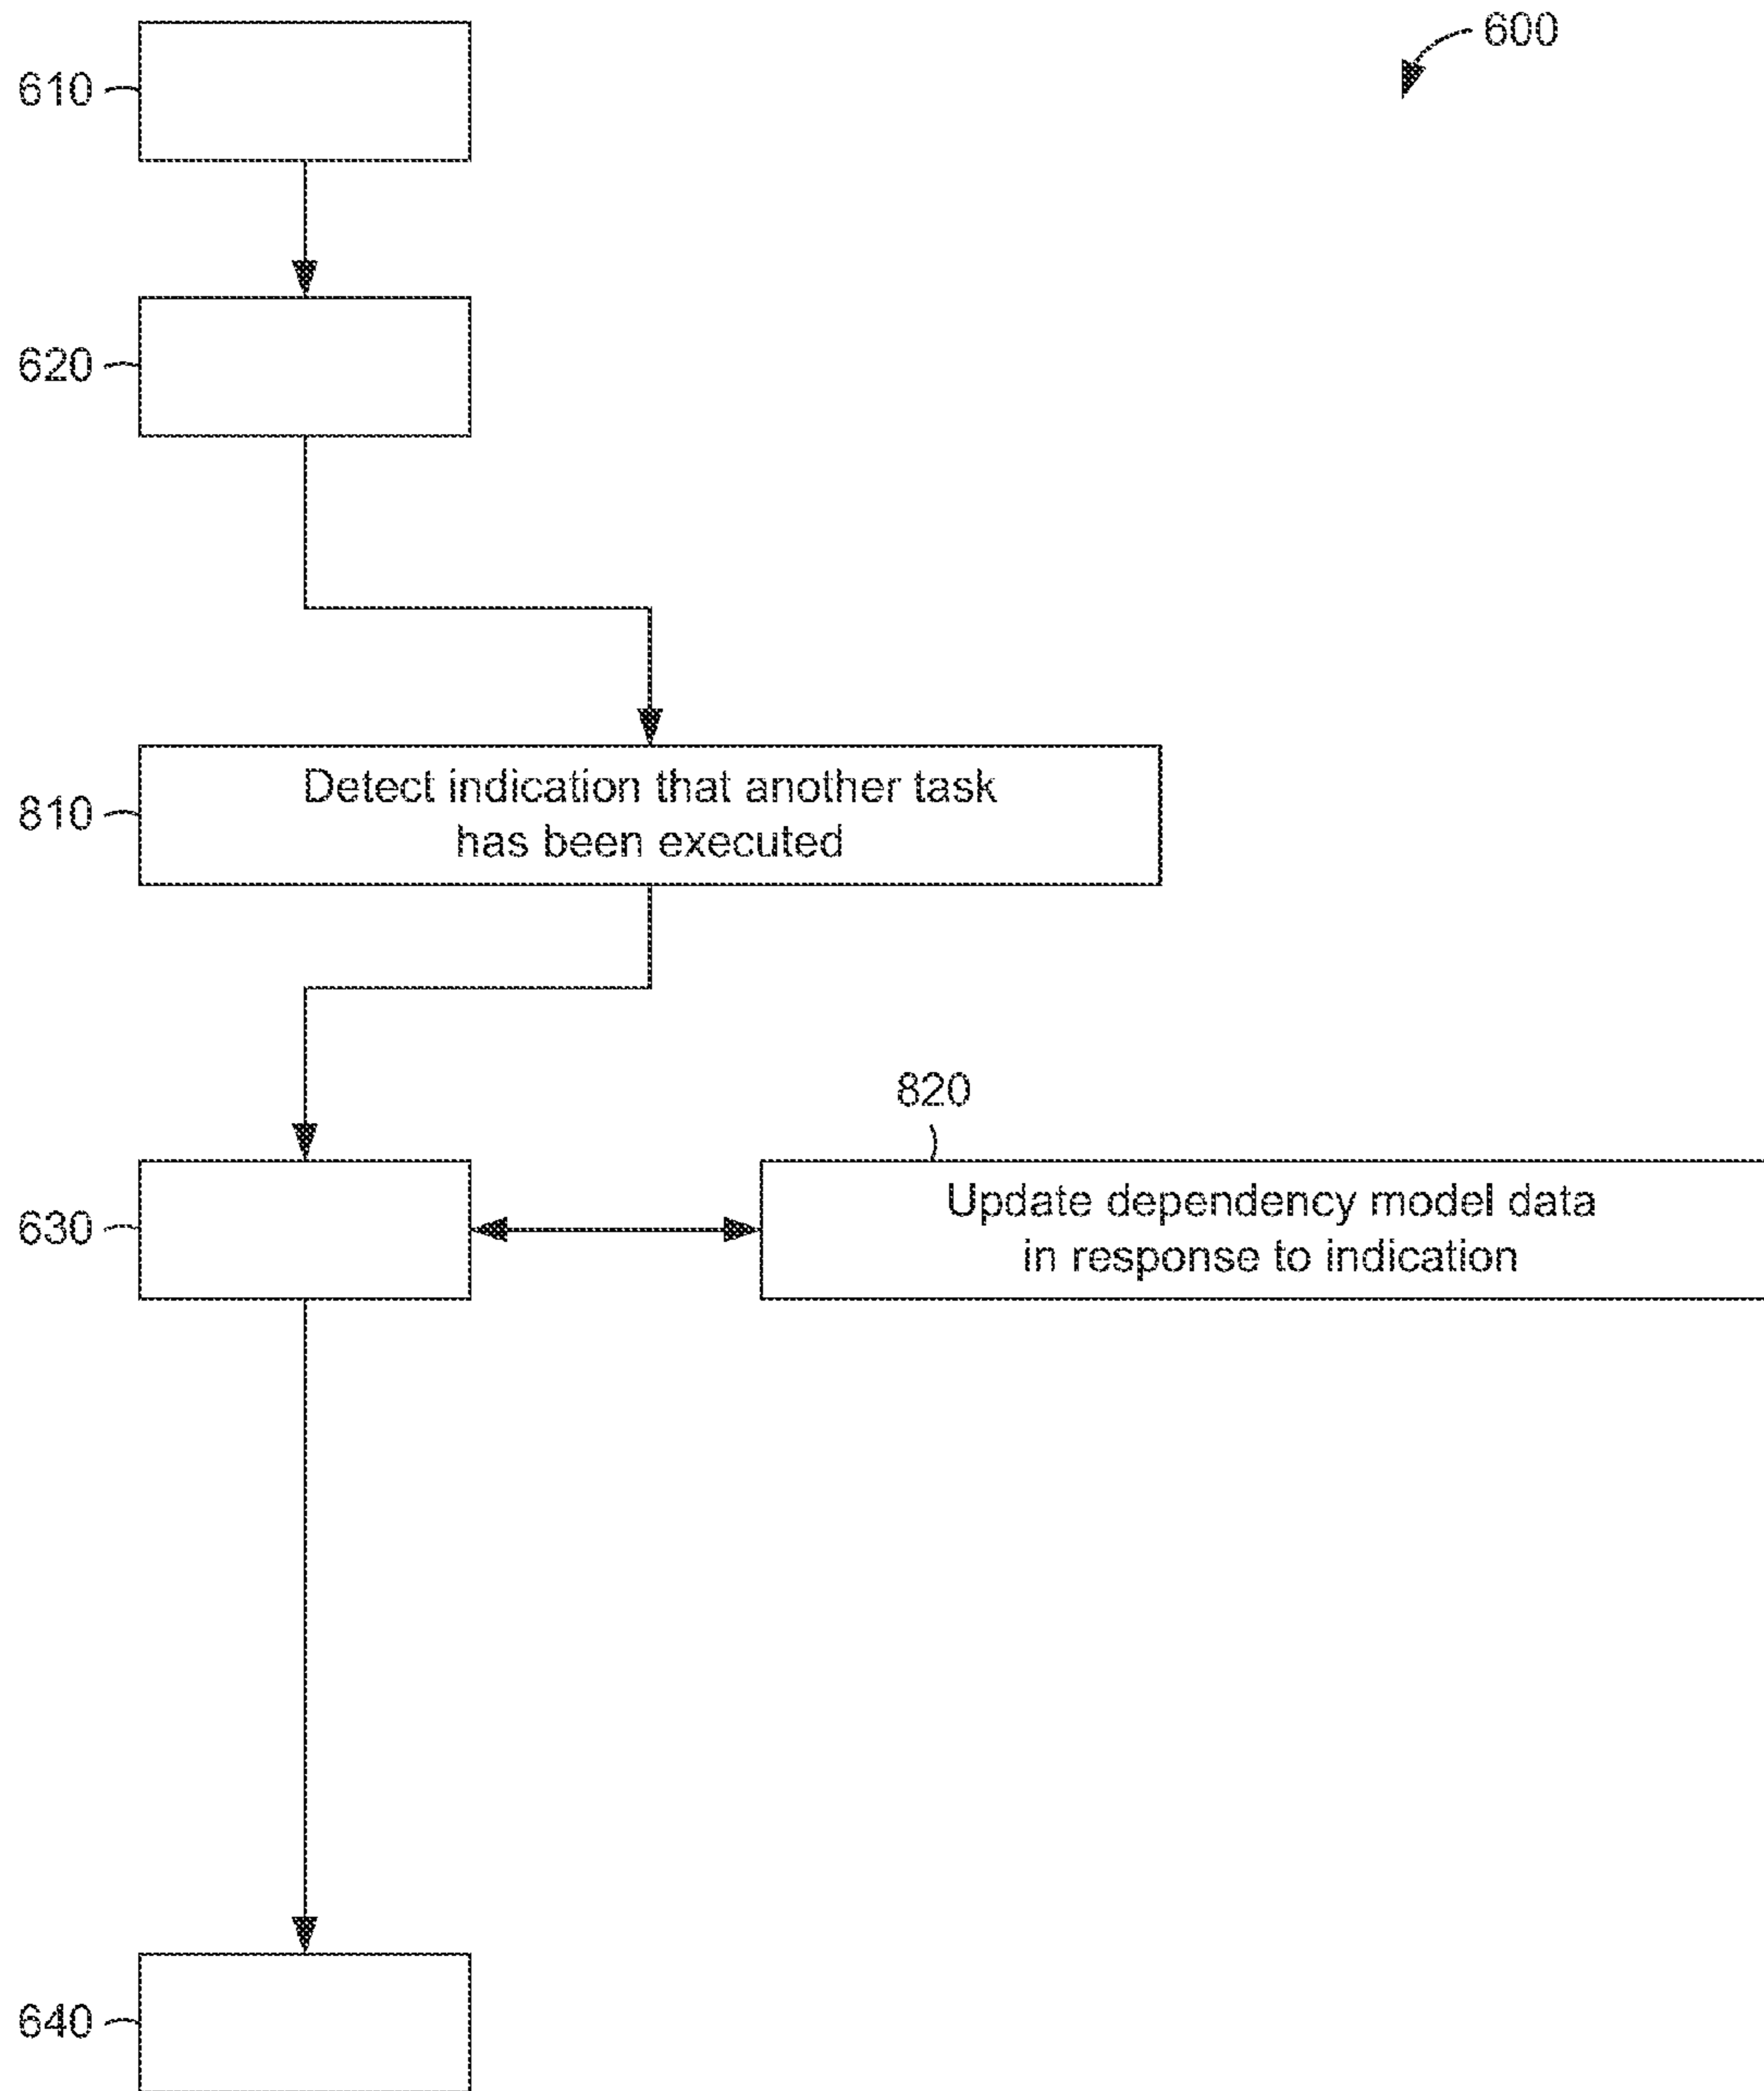 600
610
620
810
Detect indication that another task
has been executed
820
630
Update dependency model data
in response to indication
640